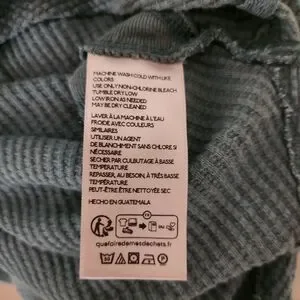 MACHINE WASH COLD WITH LIKE
COLORS
USE ONLY NON-CHLORINE BLEACH
TUMBLE DRY LOW
LOW IRON AS NEEDED
MAY BE DRY CLEANED
LAVER À LA MACHINE À L'EAU
FROIDE AVEC COULEURS
SIMILAIRES
UTILISER UN AGENT
DE BLANCHIMENT SANS CHLORE SI
NÉCESSAIRE
SÉCHER PAR CULBUTAGE À BASSE
TEMPÉRATURE
REPASSER, AU BESOIN, À TRÈS BASSE
TEMPÉRATURE
PEUT-ÊTRE ÊTRE NETTOYÉE SEC
HECHO EN GUATEMALA
FR
quefairedemesdechets.fr